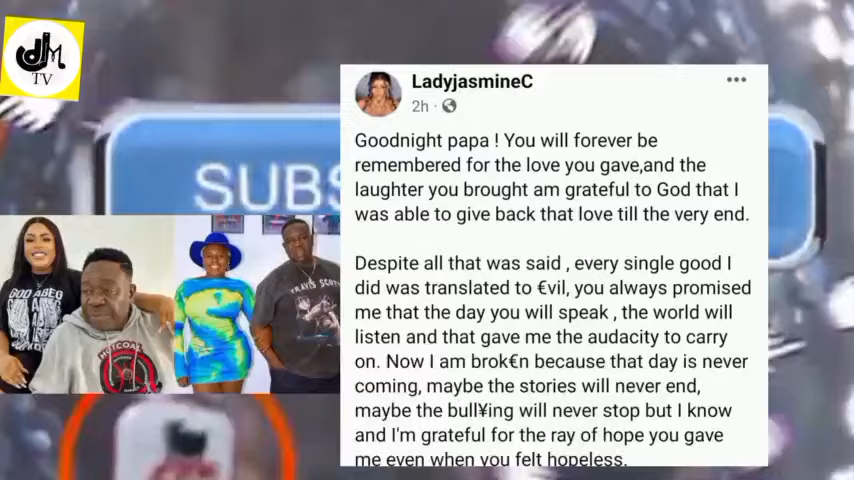 JM
TV
SUBS
LadyjasmineC
2h
Goodnight papa ! You will forever be
remembered for the love you gave,and the
laughter you brought am grateful to God that I
was able to give back that love till the very end.
Despite all that was said , every single good I
did was translated to €vil, you always promised
me that the day you will speak , the world will
listen and that gave me the audacity to carry
on. Now I am brok€n because that day is never
coming, maybe the stories will never end,
maybe the bull¥ing will never stop but I know
and I'm grateful for the ray of hope you gave
me even when you felt hopeless.
GOD ABEG
HOTCOAL
TRAVIS SCOTT